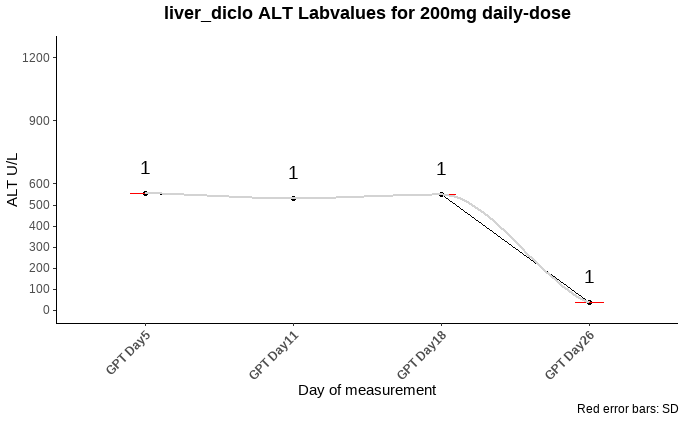 liver_diclo ALT Labvalues for 200mg daily-dose
ALT U/L
1200
900
600
500
400
300
200
100
0
1
1
1
1
GPT Day5
GPT Day11
GPT Day18
GPT Day26
Day of measurement
Red error bars: SD